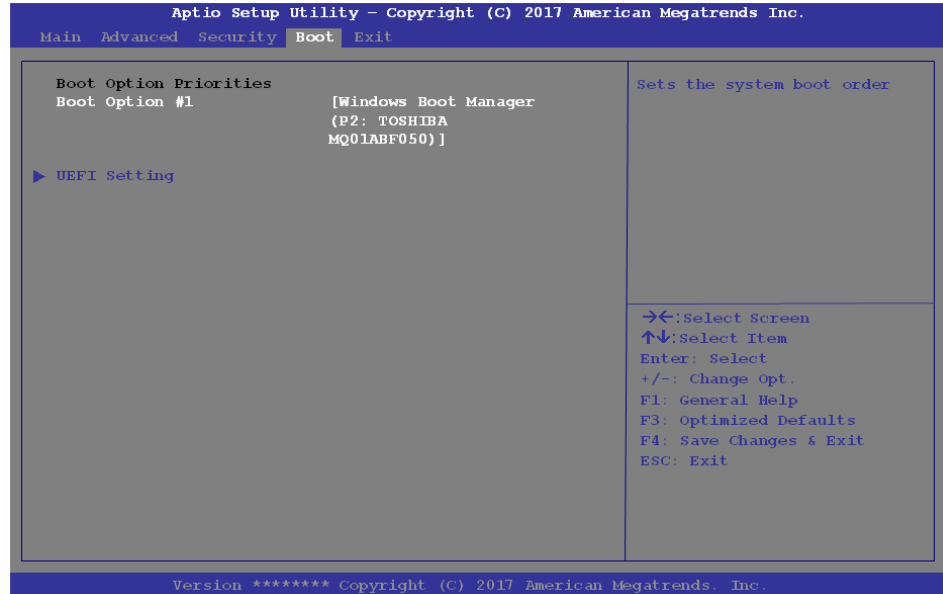 Aptio Setup Utility – Copyright (C) 2017 American Megatrends Inc.
Main Advanced Security Boot Exit
Boot Option Priorities
Boot Option #1 [Windows Boot Manager
(P2: TOSHIBA
MQ01ABF050)]
▶ UEFI Setting
Sets the system boot order
→←:Select Screen
↑↓:Select Item
Enter: Select
+/-: Change Opt.
F1: General Help
F3: Optimized Defaults
F4: Save Changes & Exit
ESC: Exit
Version ******** Copyright (C) 2017 American Megatrends. Inc.